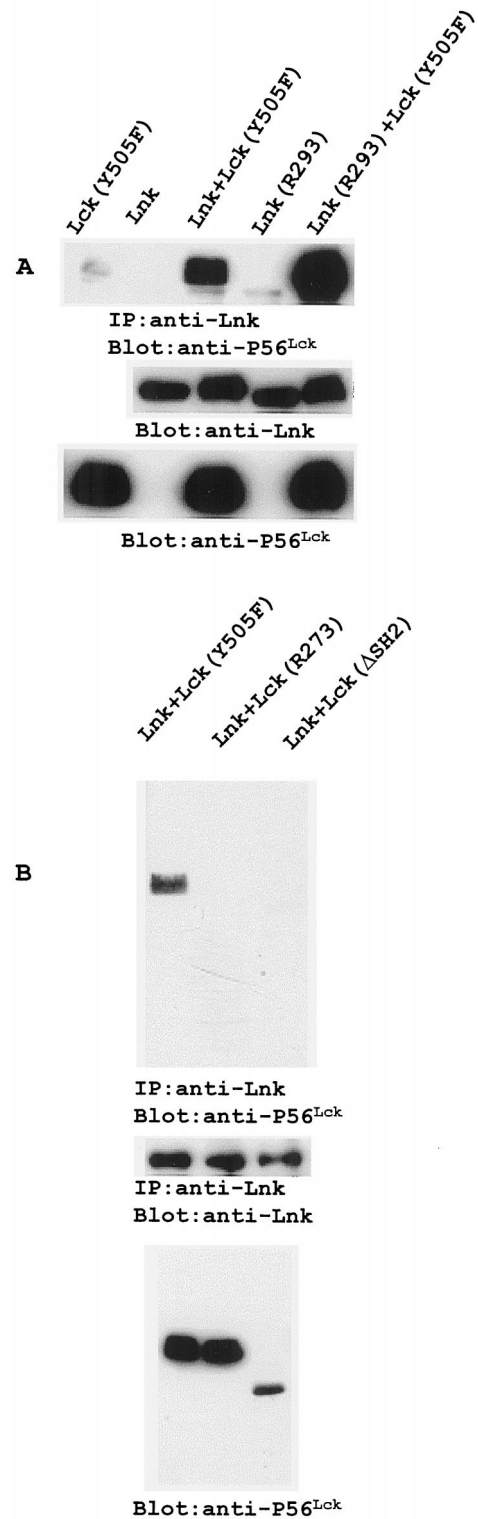 Lck (Y505F)
Lnk
Lnk+Lck (Y505F)
Lnk (R293)
Lnk (R293) +Lck (Y505F)
A
IP:anti-Lnk
Blot:anti-P56Lck
Blot:anti-Lnk
Blot:anti-P56Lck
Lnk+Lck (Y505F)
Lnk+Lck (R273)
Lnk+Lck (ΔSH2)
B
IP:anti-Lnk
Blot:anti-P56Lck
IP:anti-Lnk
Blot:anti-Lnk
Blot:anti-P56Lck